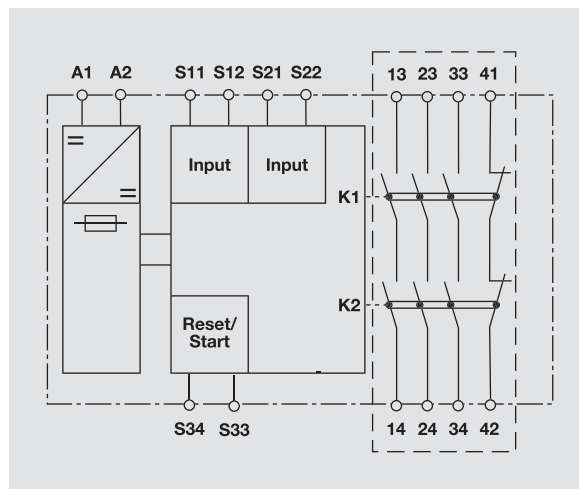 A1 A2 S11 S12 S21 S22 13 23 33 41
Input Input
K1
K2
Reset/
Start
S34 S33 14 24 34 42